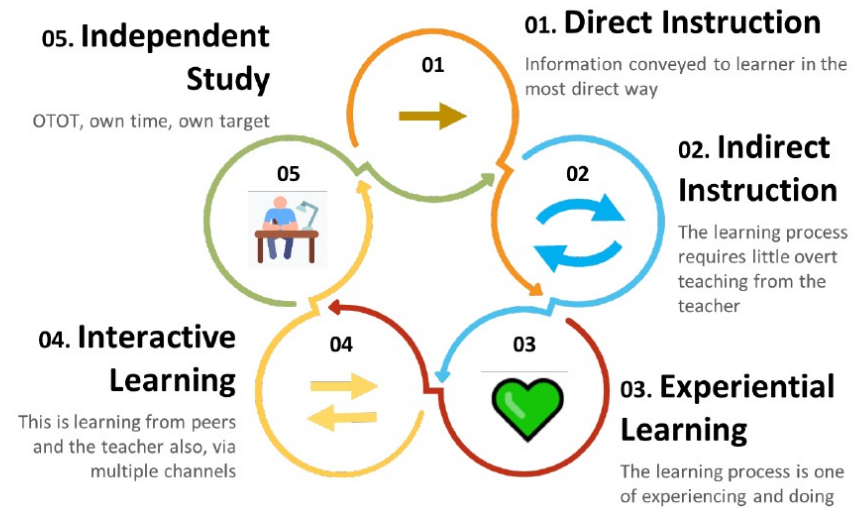 01
01. Direct Instruction
Information conveyed to learner in the
most direct way
02
02. Indirect
Instruction
The learning process
requires little overt
teaching from the
teacher
03
03. Experiential
Learning
The learning process is one
of experiencing and doing
04
04. Interactive
Learning
This is learning from peers
and the teacher also, via
multiple channels
05
05. Independent
Study
OTOT, own time, own target